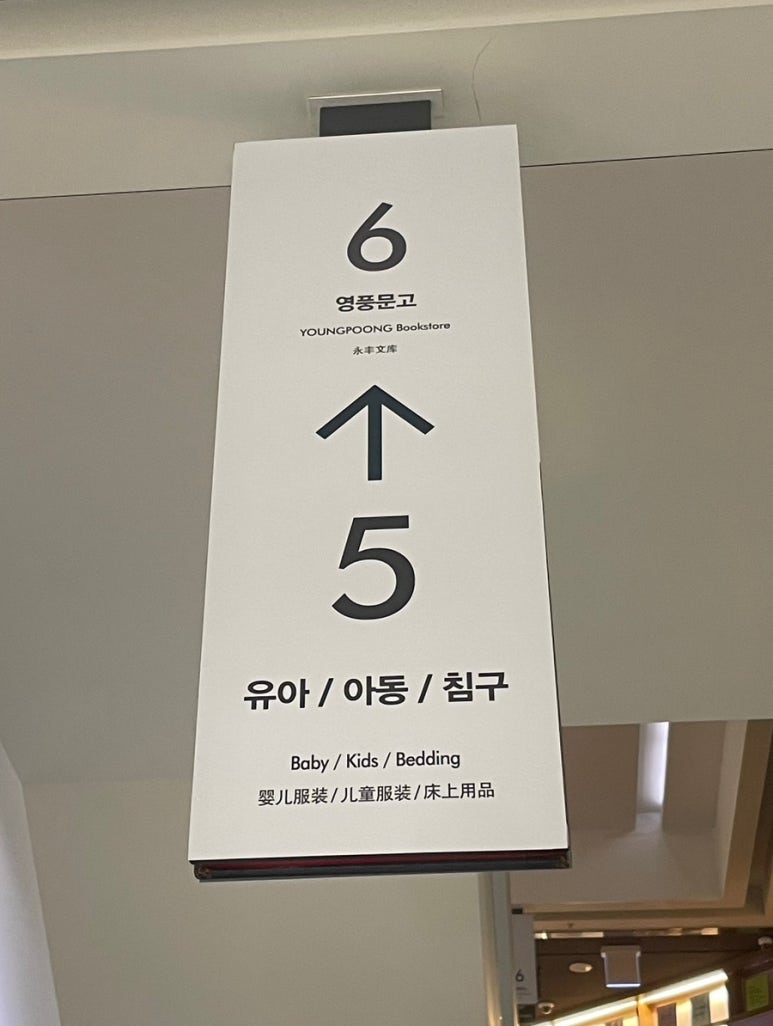 6
영풍문고
YOUNGPOONG Bookstore
永丰文库
↑
5
유아 / 아동 / 침구
Baby / Kids / Bedding
婴儿服装/儿童服装/床上用品
6